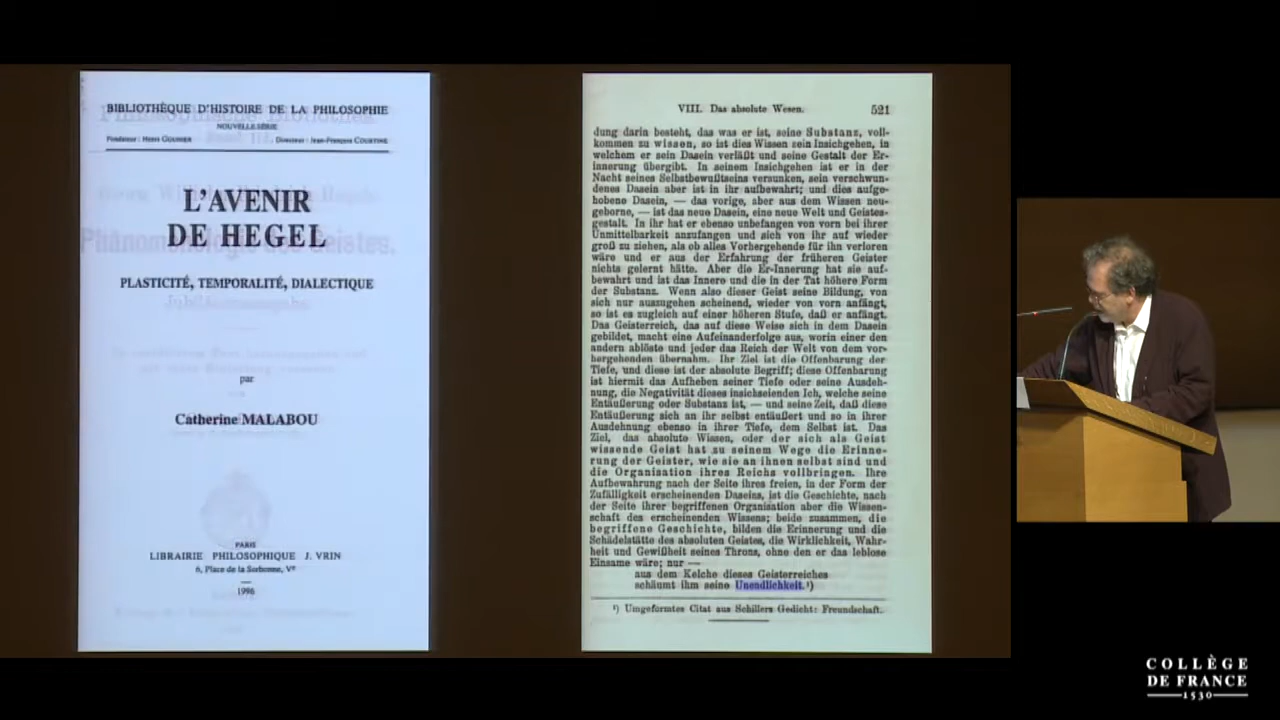 BIBLIOTHÈQUE D'HISTOIRE DE LA PHILOSOPHIE
NOUVELLE SÉRIE
Fondateur : Henri GOUHIER Directeur : Jean-François COURTINE
L'AVENIR
DE HEGEL
PLASTICITÉ, TEMPORALITÉ, DIALECTIQUE
par
Catherine MALABOU
PARIS
LIBRAIRIE PHILOSOPHIQUE J. VRIN
6, Place de la Sorbonne, Vᵉ
1996
VIII. Das absolute Wesen. 521
dung darin besteht, das was er ist, seine Substanz, voll-
kommen zu wissen, so ist dies Wissen sein Insichgehen, in
welchem er sein Dasein verläßt und seine Gestalt der Er-
innerung übergibt. In seinem Insichgehen ist er in der
Nacht seines Selbstbewußtseins versunken, sein verschwun-
denes Dasein aber ist in ihr aufbewahrt; und dies aufge-
hobene Dasein, — das vorige, aber aus dem Wissen neu-
geborne, — ist das neue Dasein, eine neue Welt und Geistes-
gestalt. In ihr hat er ebenso unbefangen von vorn bei ihrer
Unmittelbarkeit anzufangen und sich von ihr auf wieder
groß zu ziehen, als ob alles Vorhergehende für ihn verloren
wäre und er aus der Erfahrung der früheren Geister
nichts gelernt hätte. Aber die Er-Innerung hat sie auf-
bewahrt und ist das Innere und die in der Tat höhere Form
der Substanz. Wenn also dieser Geist seine Bildung, von
sich nur auszugehen scheinend, wieder von vorn anfängt,
so ist es zugleich auf einer höheren Stufe, daß er anfängt.
Das Geisterreich, das auf diese Weise sich in dem Dasein
gebildet, macht eine Aufeinanderfolge aus, worin einer den
andern ablöste und jeder das Reich der Welt von dem vor-
hergehenden übernahm. Ihr Ziel ist die Offenbarung der
Tiefe, und diese ist der absolute Begriff; diese Offenbarung
ist hiermit das Aufheben seiner Tiefe oder seine Ausdeh-
nung, die Negativität dieses insichseienden Ich, welche seine
Entäußerung oder Substanz ist, — und seine Zeit, daß diese
Entäußerung sich an ihr selbst entäußert und so in ihrer
Ausdehnung ebenso in ihrer Tiefe, dem Selbst ist. Das
Ziel, das absolute Wissen, oder der sich als Geist
wissende Geist hat zu seinem Wege die Erinne-
rung der Geister, wie sie an ihnen selbst sind und
die Organisation ihres Reichs vollbringen. Ihre
Aufbewahrung nach der Seite ihres freien, in der Form der
Zufälligkeit erscheinenden Daseins, ist die Geschichte, nach
der Seite ihrer begriffenen Organisation aber die Wissen-
schaft des erscheinenden Wissens; beide zusammen, die
begriffene Geschichte, bilden die Erinnerung und die
Schädelstätte des absoluten Geistes, die Wirklichkeit, Wahr-
heit und Gewißheit seines Throns, ohne den er das leblose
Einsame wäre; nur —
aus dem Kelche dieses Geisterreiches
schäumt ihm seine Unendlichkeit.¹)
¹) Umgeformtes Citat aus Schillers Gedicht: Freundschaft.
COLLÈGE
DE FRANCE
1530